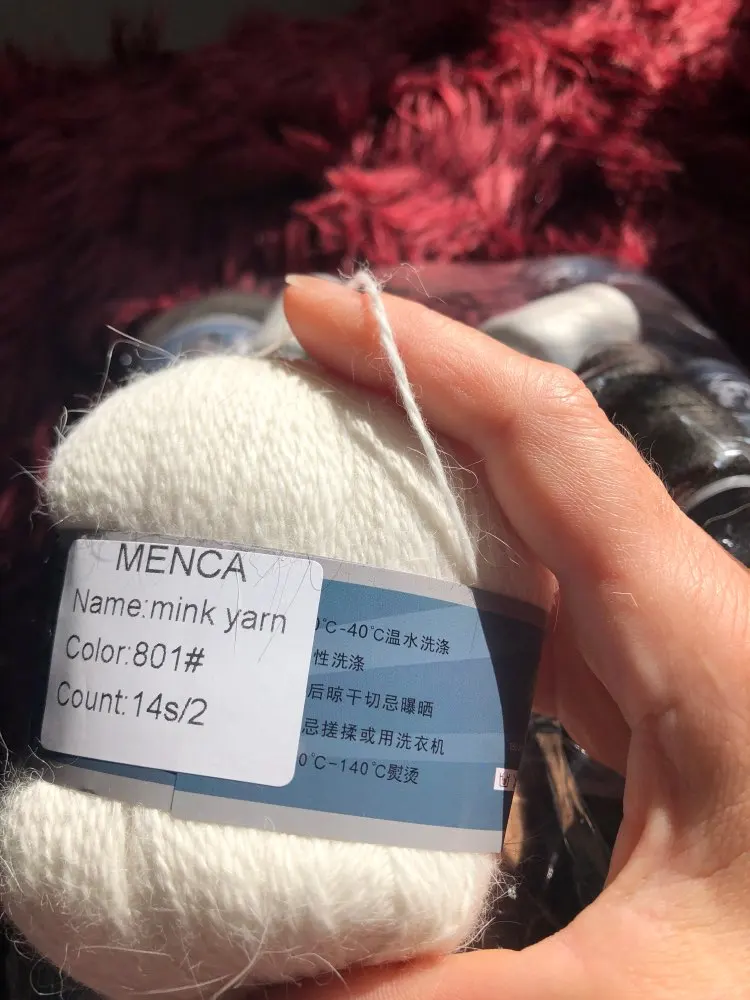 MENCA
Name:mink yarn
Color:801#
Count:14s/2
℃-40℃温水洗涤
性洗涤
后晾干切忌曝晒
忌搓揉或用洗衣机
0℃-140℃熨烫